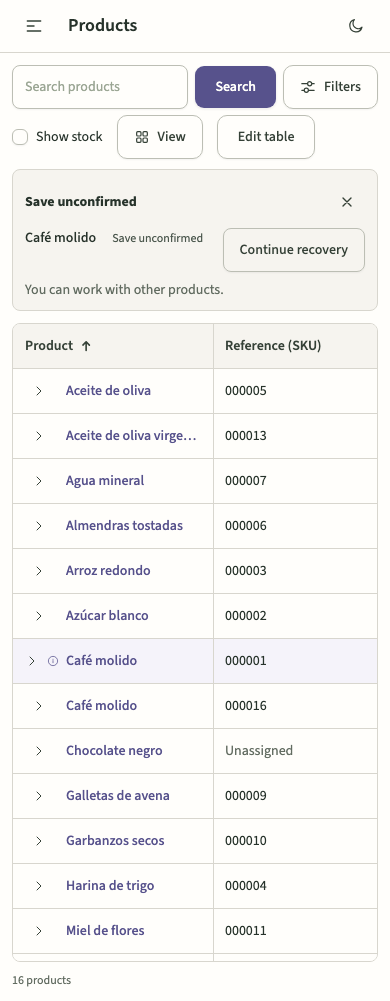 Products
Search products
Search
Filters
Show stock
View
Edit table
Save unconfirmed
Café molido
Save unconfirmed
Continue recovery
You can work with other products.
Product
Reference (SKU)
Aceite de oliva
000005
Aceite de oliva virge...
000013
Agua mineral
000007
Almendras tostadas
000006
Arroz redondo
000003
Azúcar blanco
000002
Café molido
000001
Café molido
000016
Chocolate negro
Unassigned
Galletas de avena
000009
Garbanzos secos
000010
Harina de trigo
000004
Miel de flores
000011
16 products